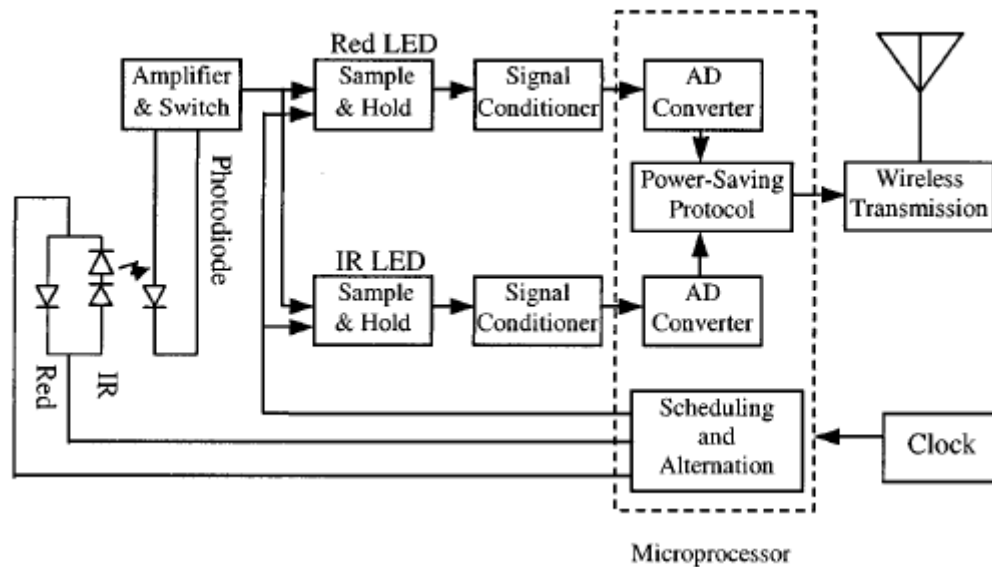 Red LED
Amplifier
& Switch
Sample
& Hold
Signal
Conditioner
AD
Converter
Photodiode
Power-Saving
Protocol
Wireless
Transmission
IR LED
Sample
& Hold
Signal
Conditioner
AD
Converter
Red
IR
Scheduling
and
Alternation
Clock
Microprocessor